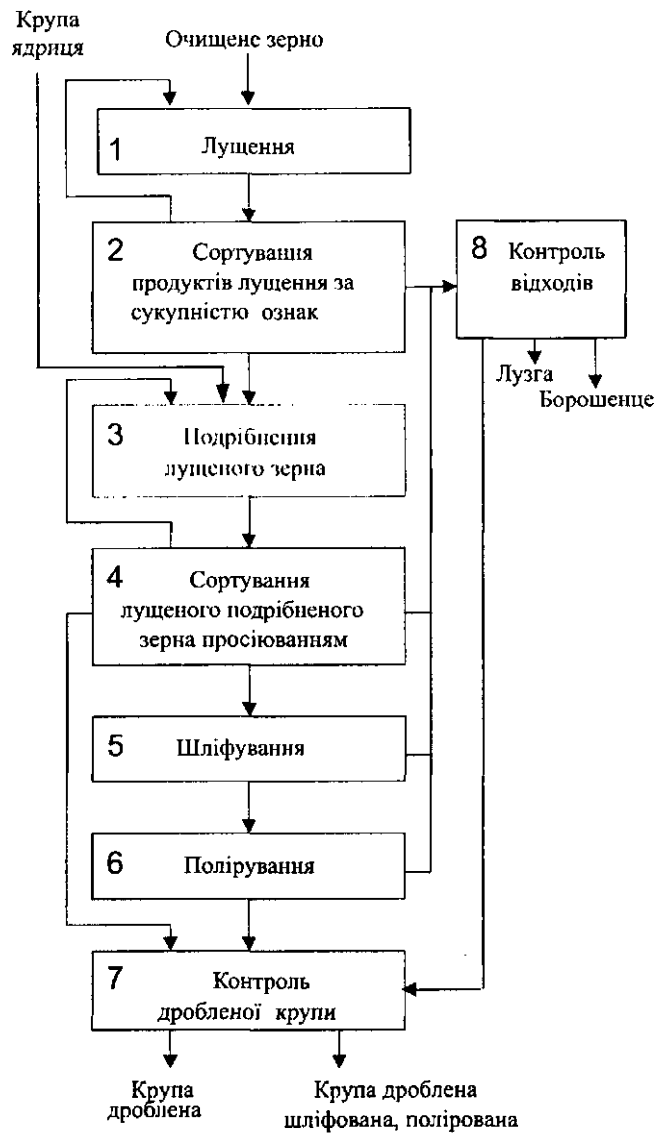 Крупа
ядриця
Очищене зерно
1 Лущення
2 Сортування
продуктів лущення за
сукупністю ознак
8 Контроль
відходів
Лузга
Борошенце
3 Подрібнення
лущеного зерна
4 Сортування
лущеного подрібненого
зерна просіюванням
5 Шліфування
6 Полірування
7 Контроль
дробленої крупи
Крупа
дроблена
Крупа дроблена
шліфована, полірована